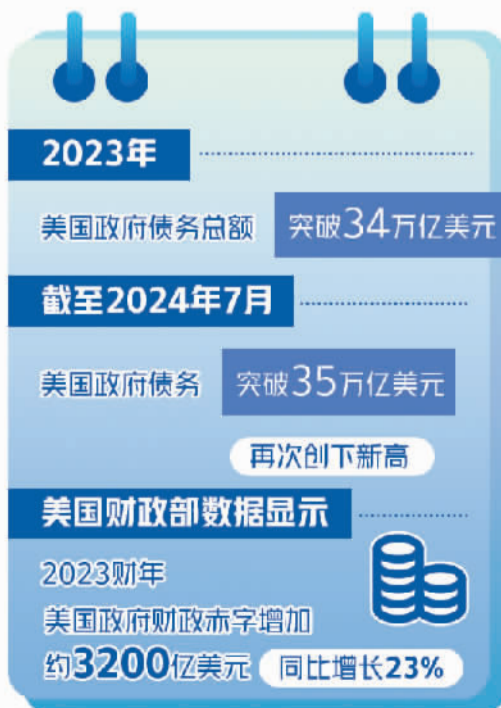 2023年
美国政府债务总额 突破34万亿美元
截至2024年7月
美国政府债务 突破35万亿美元
再次创下新高
美国财政部数据显示
2023财年
美国政府财政赤字增加
约3200亿美元 同比增长23%